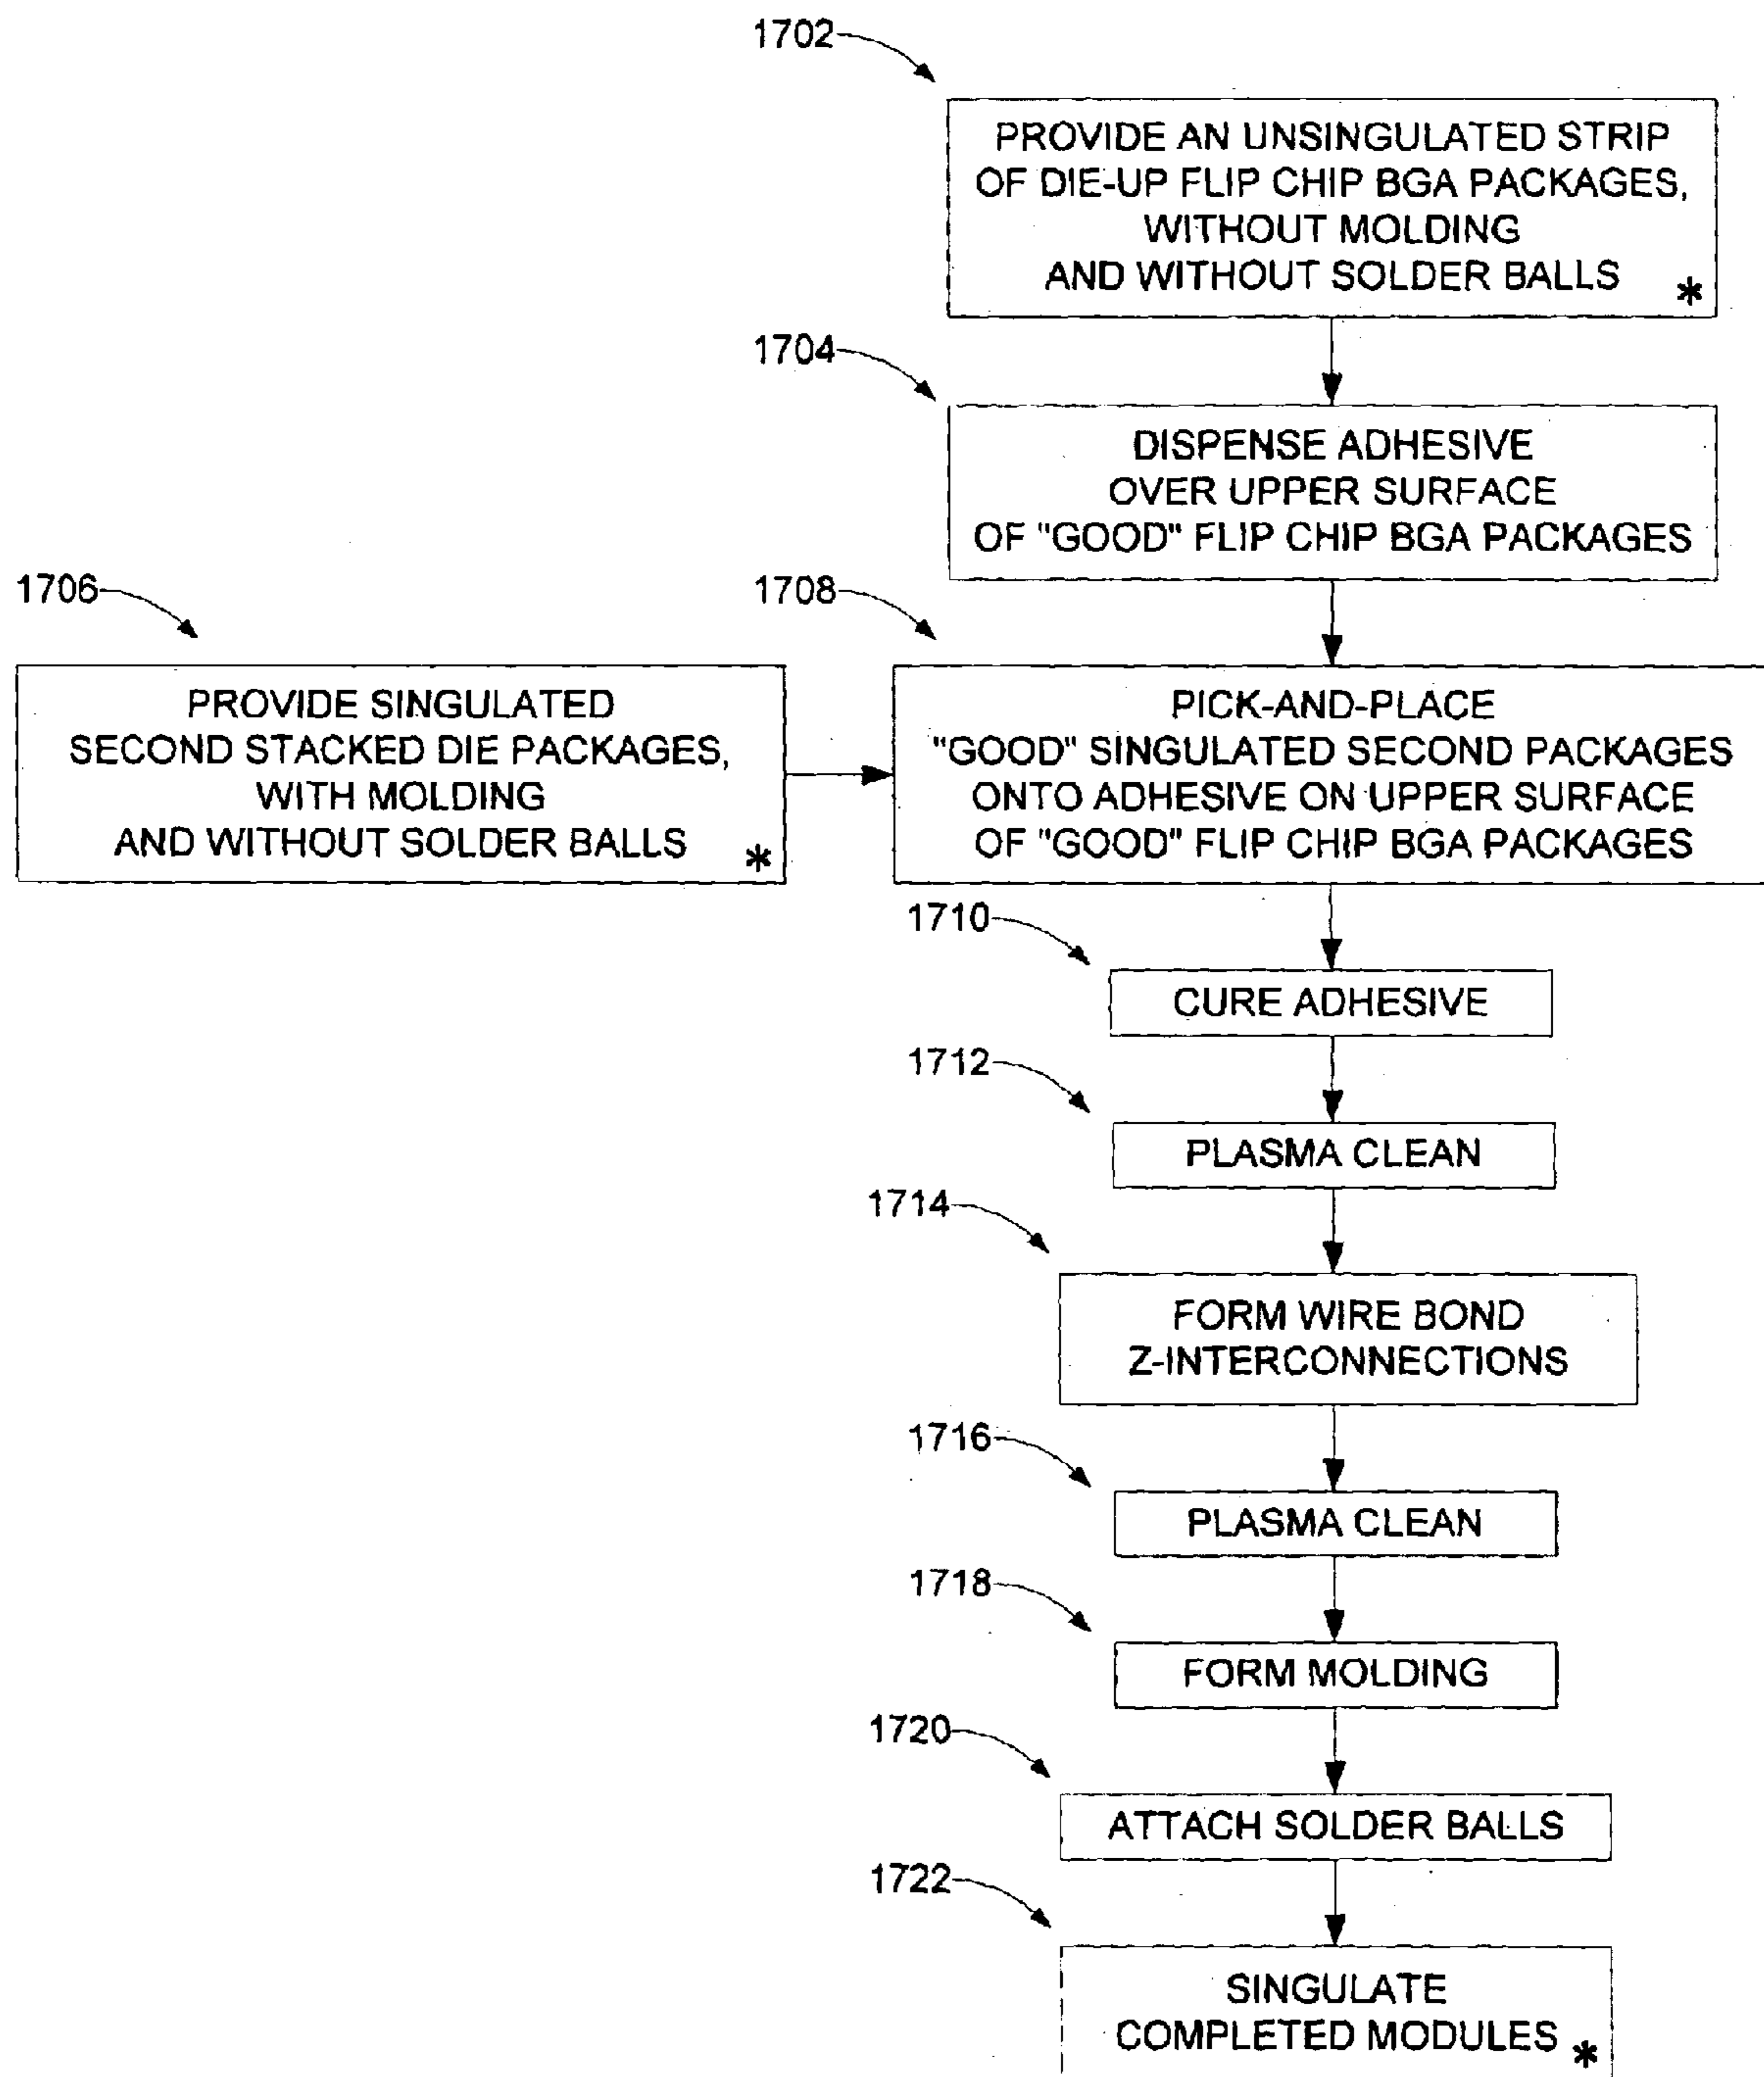 1702
PROVIDE AN UNSINGULATED STRIP
OF DIE-UP FLIP CHIP BGA PACKAGES,
WITHOUT MOLDING
AND WITHOUT SOLDER BALLS *
1704
DISPENSE ADHESIVE
OVER UPPER SURFACE
OF "GOOD" FLIP CHIP BGA PACKAGES
1706
PROVIDE SINGULATED
SECOND STACKED DIE PACKAGES,
WITH MOLDING
AND WITHOUT SOLDER BALLS *
1708
PICK-AND-PLACE
"GOOD" SINGULATED SECOND PACKAGES
ONTO ADHESIVE ON UPPER SURFACE
OF "GOOD" FLIP CHIP BGA PACKAGES
1710
CURE ADHESIVE
1712
PLASMA CLEAN
1714
FORM WIRE BOND
Z-INTERCONNECTIONS
1716
PLASMA CLEAN
1718
FORM MOLDING
1720
ATTACH SOLDER BALLS
1722
SINGULATE
COMPLETED MODULES *